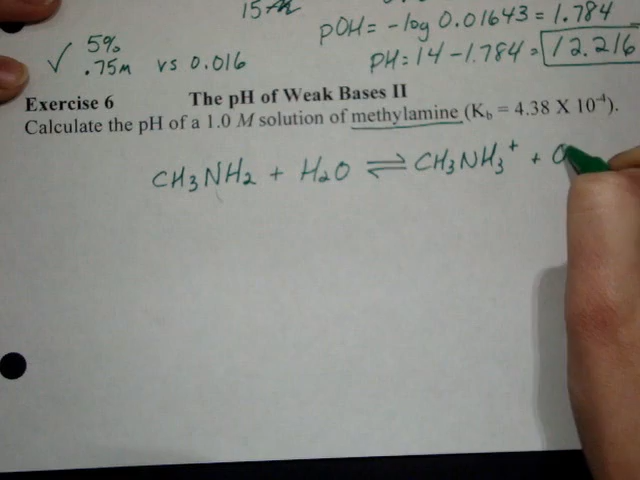 15
pOH = -log 0.01643 = 1.784
✓ 5%
.75m vs 0.016
pH: 14 - 1.784 = 12.216
Exercise 6 The pH of Weak Bases II
Calculate the pH of a 1.0 M solution of methylamine (Kb = 4.38 X 10⁻⁴).
CH3NH2 + H2O ⇌ CH3NH3⁺ + O